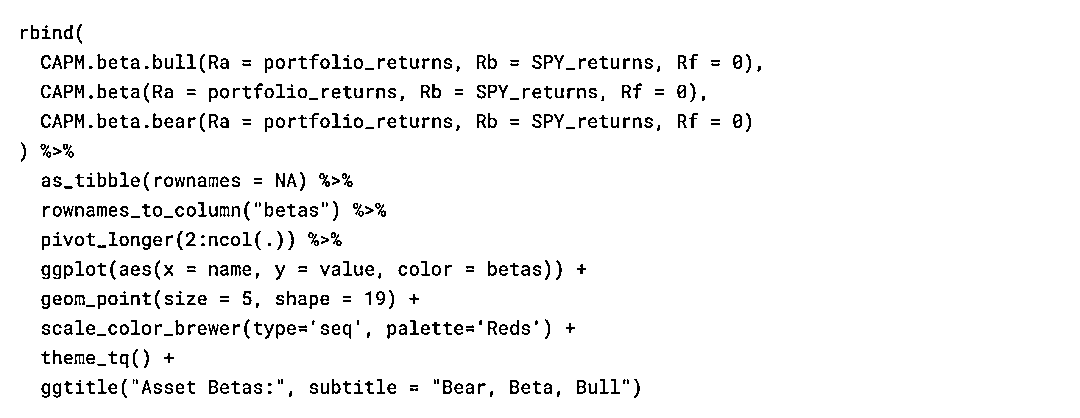 rbind(
  CAPM.beta.bull(Ra = portfolio_returns, Rb = SPY_returns, Rf = 0),
  CAPM.beta(Ra = portfolio_returns, Rb = SPY_returns, Rf = 0),
  CAPM.beta.bear(Ra = portfolio_returns, Rb = SPY_returns, Rf = 0)
) %>%
  as_tibble(rownames = NA) %>%
  rownames_to_column("betas") %>%
  pivot_longer(2:ncol(.)) %>%
  ggplot(aes(x = name, y = value, color = betas)) +
  geom_point(size = 5, shape = 19) +
  scale_color_brewer(type='seq', palette='Reds') +
  theme_tq() +
  ggtitle("Asset Betas:", subtitle = "Bear, Beta, Bull")